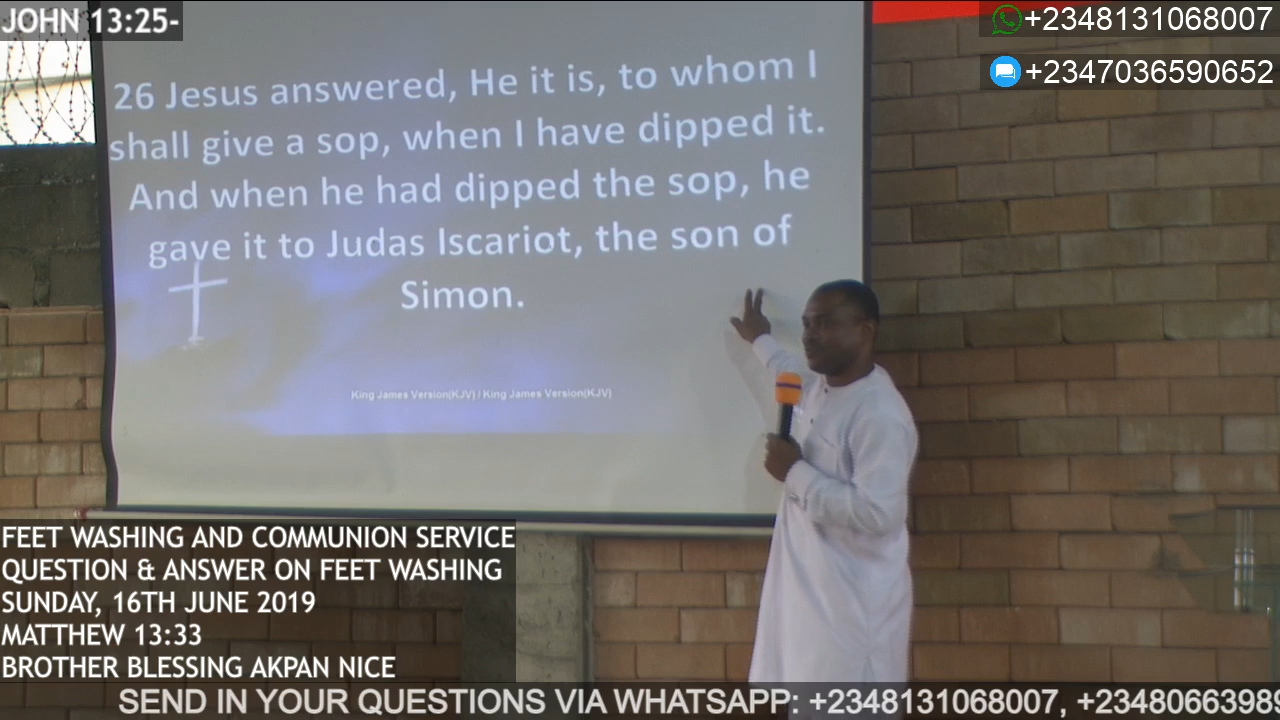 JOHN 13:25-
+2348131068007
+2347036590652
26 Jesus answered, He it is, to whom I
shall give a sop, when I have dipped it.
And when he had dipped the sop, he
gave it to Judas Iscariot, the son of
Simon.
King James Version(KJV) / King James Version(KJV)
FEET WASHING AND COMMUNION SERVICE
QUESTION & ANSWER ON FEET WASHING
SUNDAY, 16TH JUNE 2019
MATTHEW 13:33
BROTHER BLESSING AKPAN NICE
SEND IN YOUR QUESTIONS VIA WHATSAPP: +2348131068007,